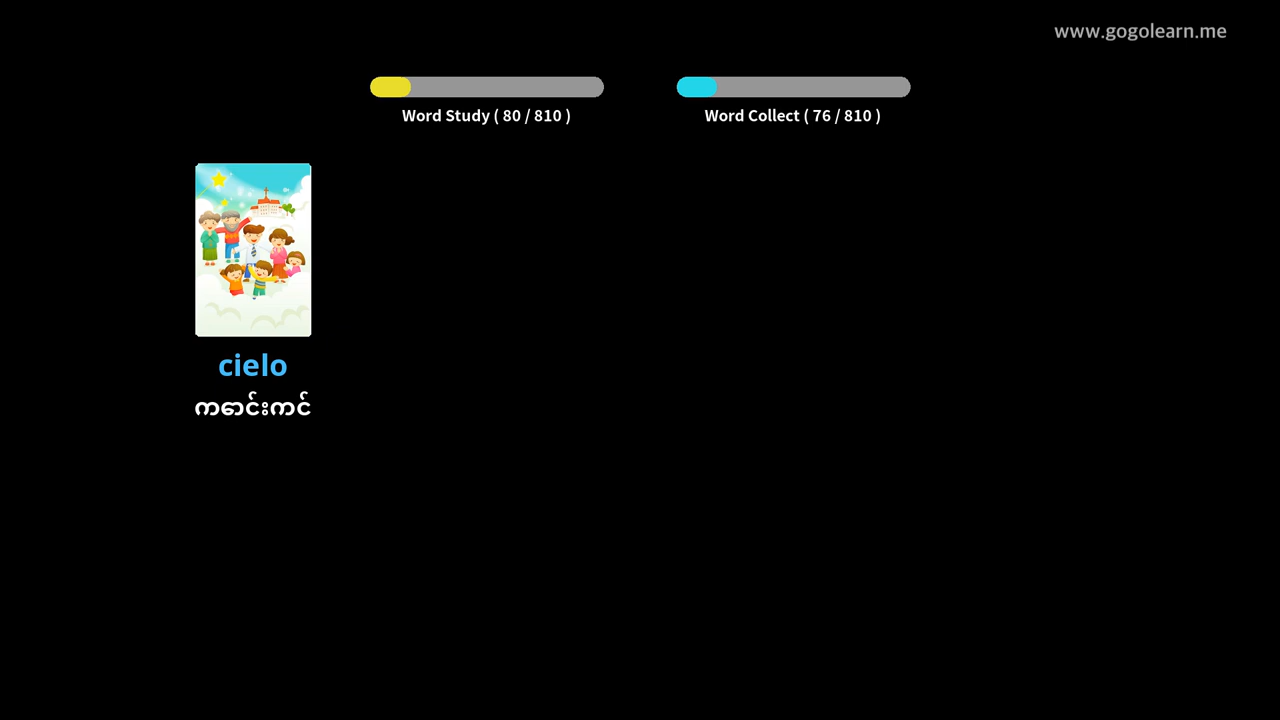 www.gogolearn.me
Word Study ( 80 / 810 )
Word Collect ( 76 / 810 )
cielo
ကောင်းကင်